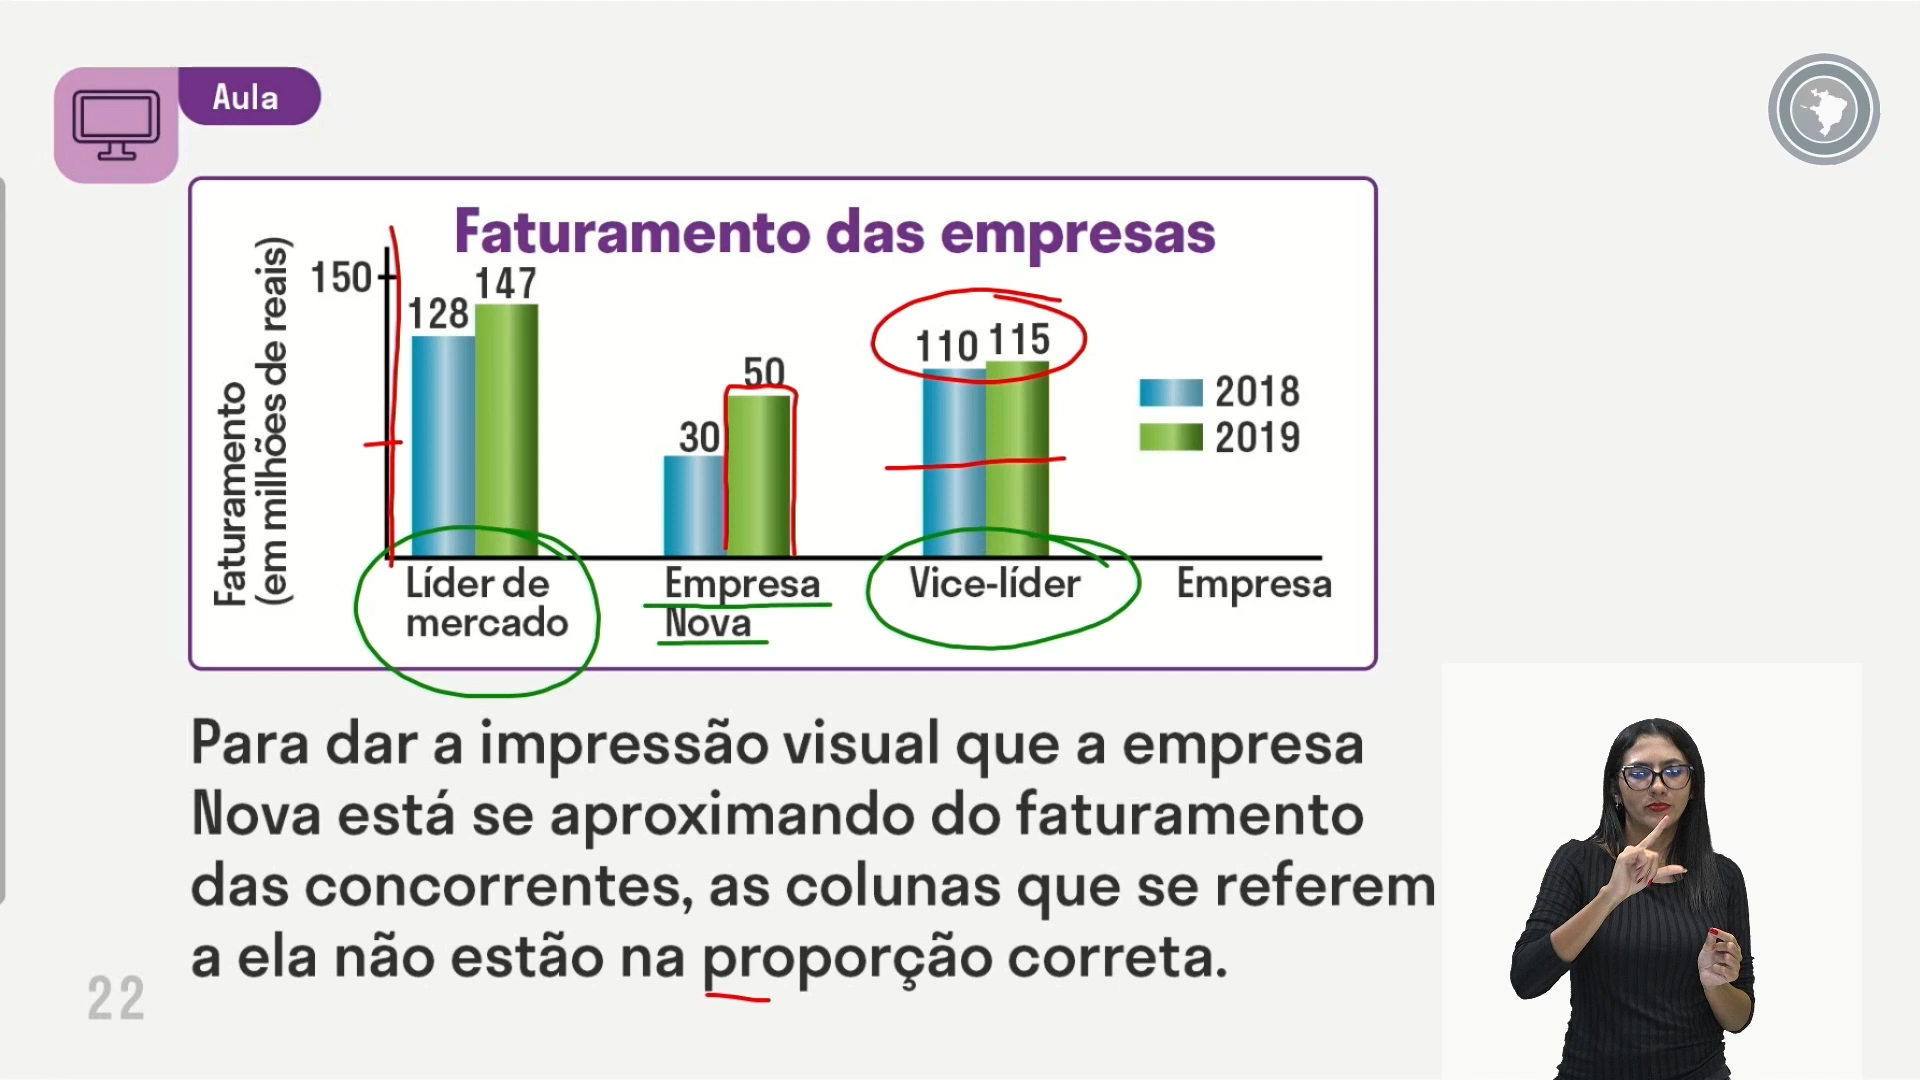 Aula
Faturamento das empresas
Faturamento
(em milhões de reais)
150
128
147
30
50
110
115
2018
2019
Líder de
mercado
Empresa
Nova
Vice-líder
Empresa
Para dar a impressão visual que a empresa
Nova está se aproximando do faturamento
das concorrentes, as colunas que se referem
a ela não estão na proporção correta.
22